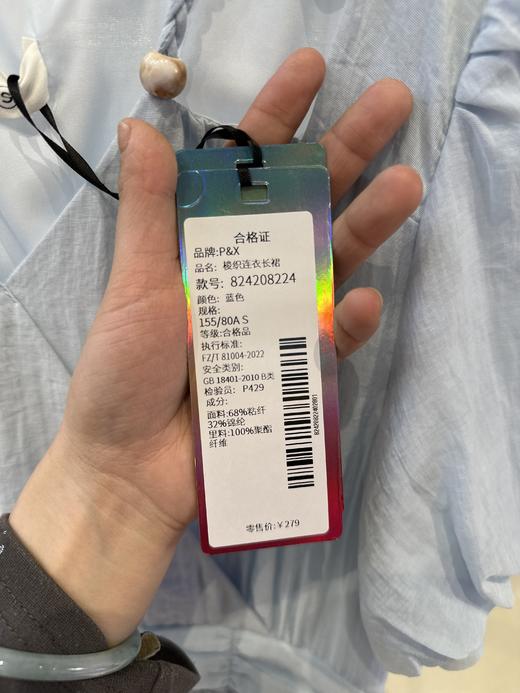 S
合格证
品牌:P&X
品名: 梭织连衣长裙
款号: 824208224
颜色: 蓝色
规格:
155/80A S
等级:合格品
执行标准:
FZ/T 81004-2022
安全类别:
GB 18401-2010 B类
检验员: P429
成分:
面料:68%粘纤
32%锦纶
里料:100%聚酯
纤维
零售价:￥279